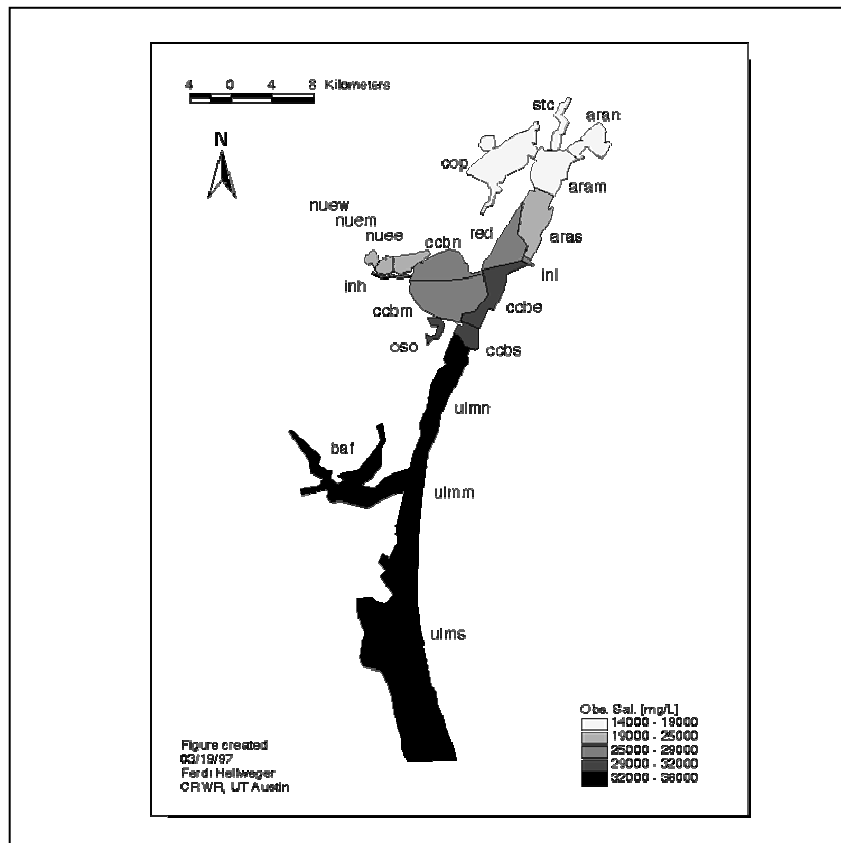 4 0 4 8 Kilometers
N
stc
aran
cop
aram
nuew
nuem
nuee
ccbn
red
aras
inl
inh
ccbm
ccbe
oso
ccbs
ulmn
baf
ulmm
ulms
Obs. Sal. [mg/L]
14000 - 19000
19000 - 25000
25000 - 29000
29000 - 32000
32000 - 36000
Figure created
03/19/97
Ferdi Hellweger
CRWR, UT Austin